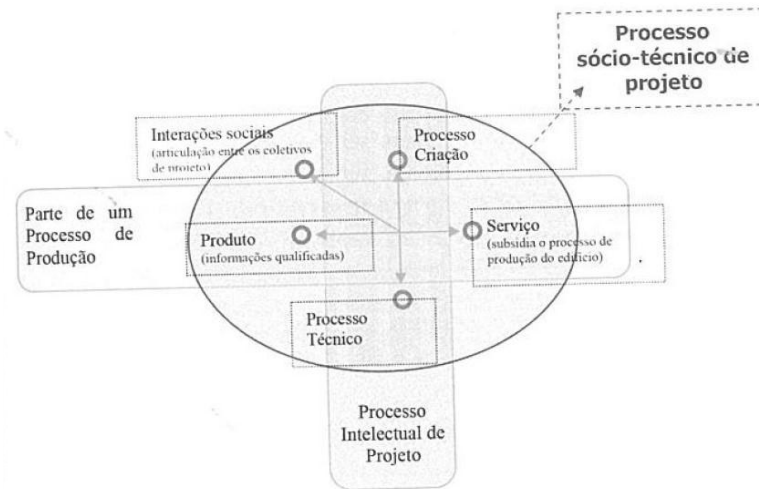 Processo
sócio-técnico de
projeto
Interações sociais
(articulação entre os coletivos
de projeto)
Processo
Criação
Parte de um
Processo de
Produção
Produto
(informações qualificadas)
Serviço
(subsidia o processo de
produção do edifício)
Processo
Técnico
Processo
Intelectual de
Projeto